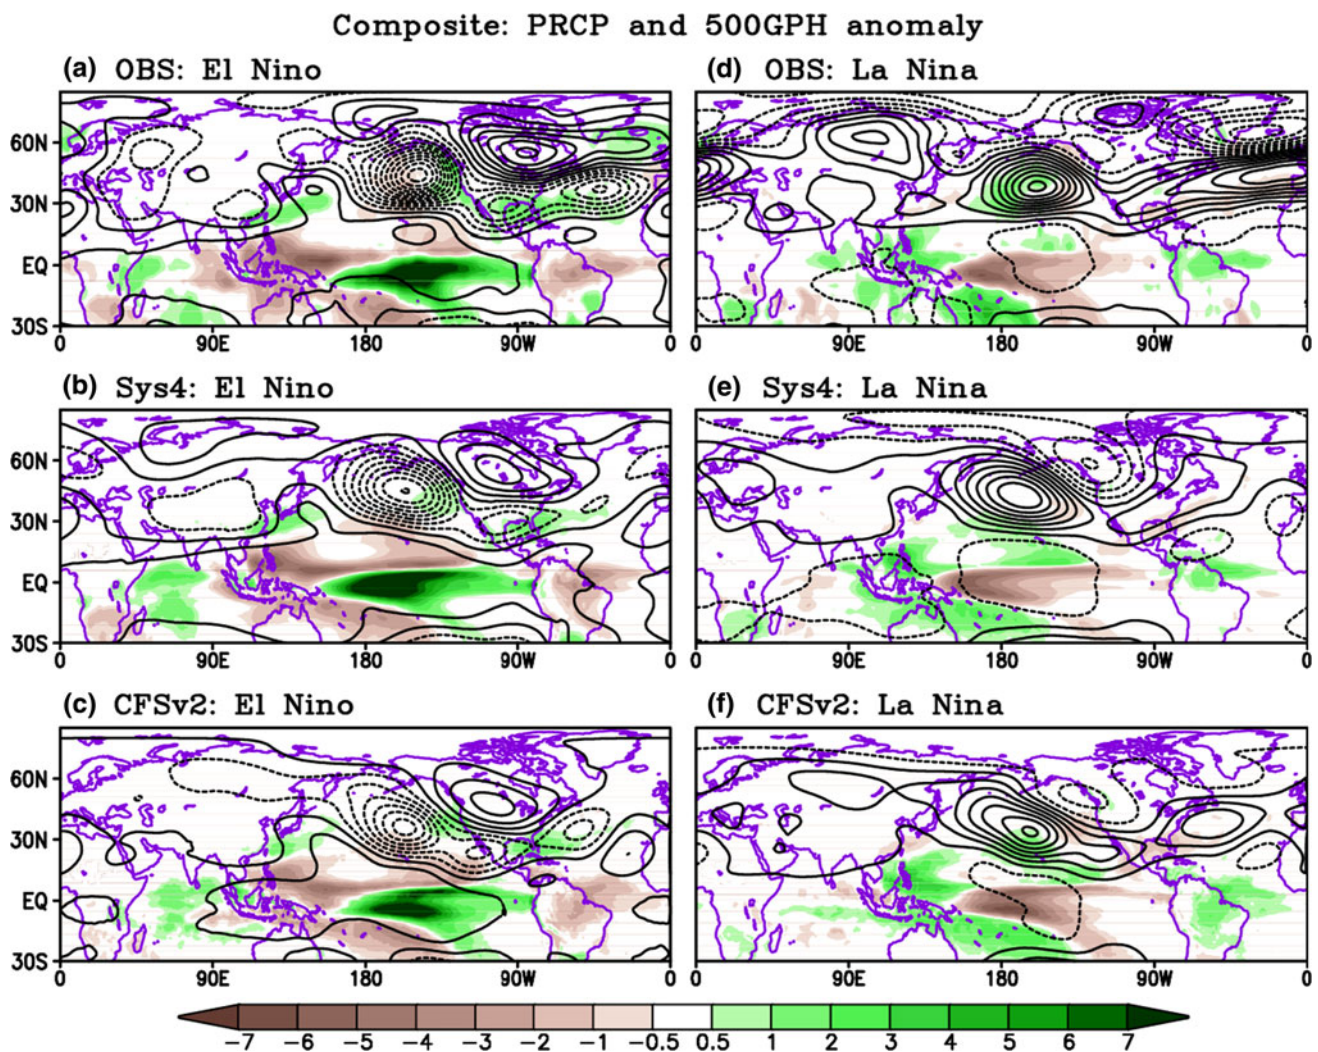 Composite: PRCP and 500GPH anomaly
(a) OBS: El Nino
60N
30N
EQ
30S
0 90E 180 90W 0
(d) OBS: La Nina
0 90E 180 90W 0
(b) Sys4: El Nino
60N
30N
EQ
30S
0 90E 180 90W 0
(e) Sys4: La Nina
0 90E 180 90W 0
(c) CFSv2: El Nino
60N
30N
EQ
30S
0 90E 180 90W 0
(f) CFSv2: La Nina
0 90E 180 90W 0
-7 -6 -5 -4 -3 -2 -1 -0.5 0.5 1 2 3 4 5 6 7